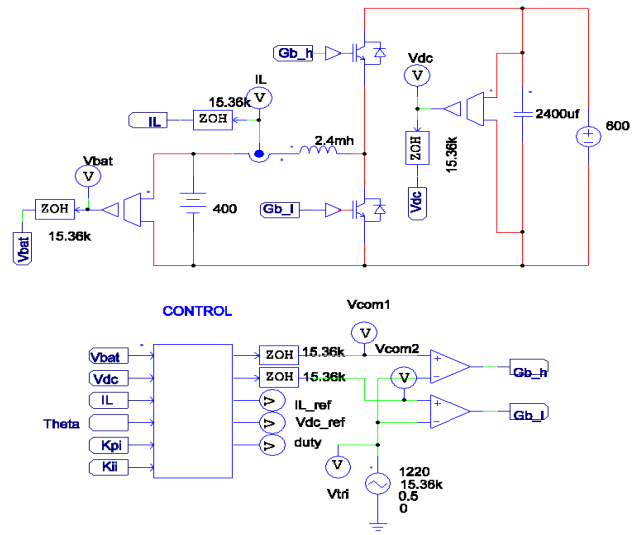 Gb_h
Vdc
V
IL
V
15.36k
IL
ZOH
2.4mh
ZOH
15.36k
2400uf
600
Vdc
Vbat
V
400
Gb_l
ZOH
15.36k
Vbat
CONTROL
Vcom1
V
Vcom2
V
Vbat
ZOH
15.36k
Gb_h
Vdc
ZOH
15.36k
IL
V
IL_ref
Gb_l
Theta
V
Vdc_ref
Kpi
V
duty
Kii
V
Vtri
1220
15.36k
0.5
0